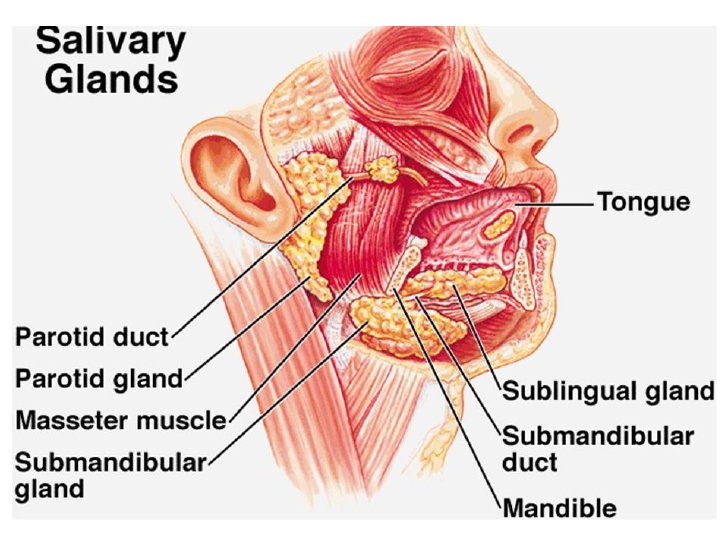 Salivary
Glands
Tongue
Parotid duct
Parotid gland
Masseter muscle
Submandibular
gland
Sublingual gland
Submandibular
duct
Mandible